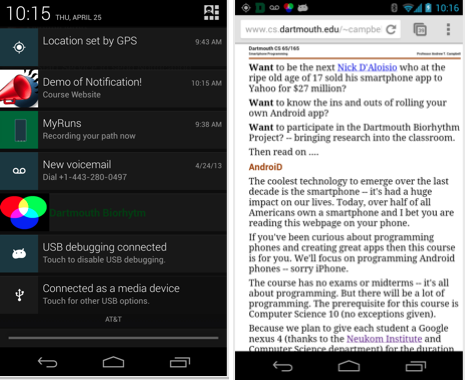 10:15 THU, APRIL 25
Location set by GPS 9:43 AM
Demo of Notification! 10:15 AM
Course Website
MyRuns 9:38 AM
Recording your path now
New voicemail 4/24/13
Dial +1-443-280-0497
Dartmouth Biorhytm
USB debugging connected
Touch to disable USB debugging.
Connected as a media device
Touch for other USB options.
AT&T
10:16
www.cs.dartmouth.edu/~campbe
Dartmouth CS 65/165
Smartphone Programming
Professor Andrew T. Campbell
Want to be the next Nick D'Aloisio who at the
ripe old age of 17 sold his smartphone app to
Yahoo for $27 million?
Want to know the ins and outs of rolling your
own Android app?
Want to participate in the Dartmouth Biorhythm
Project? -- bringing research into the classroom.
Then read on ....
AndroiD
The coolest technology to emerge over the last
decade is the smartphone -- it's had a huge
impact on our lives. Today, over half of all
Americans own a smartphone and I bet you are
reading this webpage on your phone.
If you've been curious about programming
phones and creating great apps then this course
is for you. We'll focus on programming Android
phones -- sorry iPhone.
The course has no exams or midterms -- it's all
about programming. But there will be a lot of
programming. The prerequisite for this course is
Computer Science 10 (no exceptions given).
Because we plan to give each student a Google
nexus 4 (thanks to the Neukom Institute and
Computer Science department) for the duration